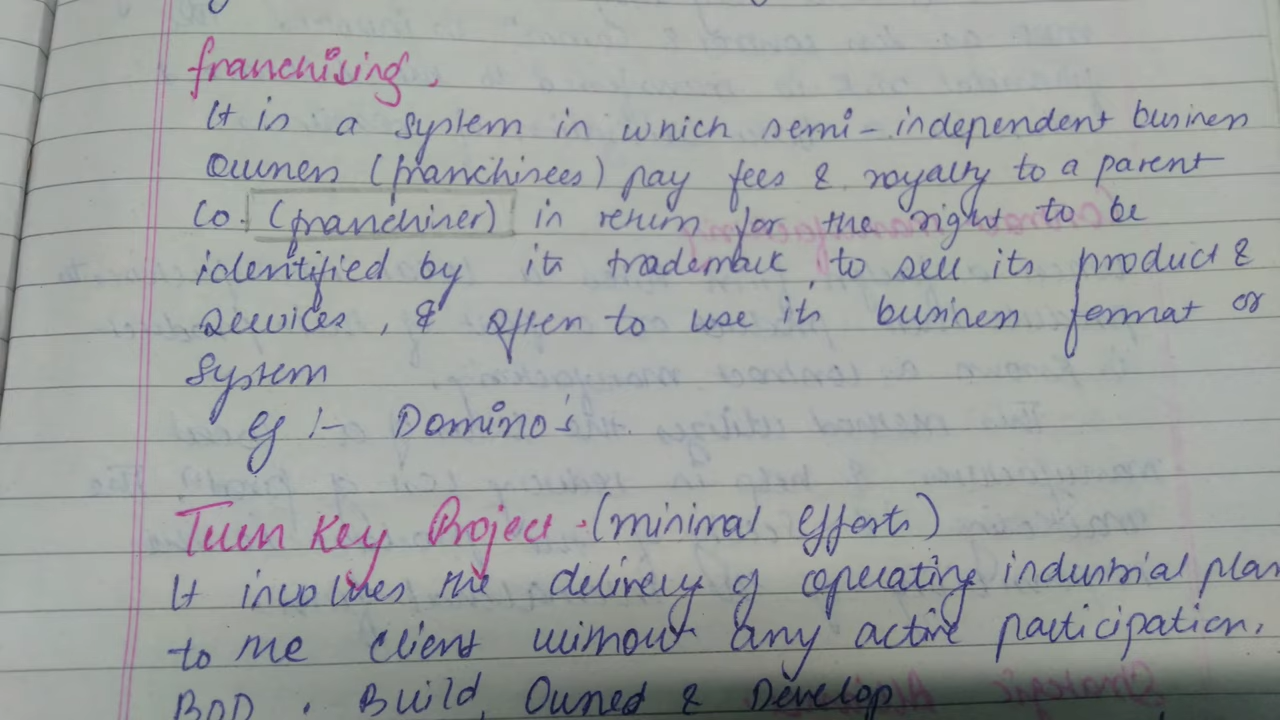 franchising.
It is a system in which semi-independent business
owners (franchisees) pay fees & royalty to a parent
Co. (franchiser) in return for the right to be
identified by its trademark to sell its product &
services, & often to use its business format or
system
eg :- Domino's.
Turn Key Project. (minimal efforts)
It involves the delivery of operating industrial plan
to the client without any active participation.
BOD. Build, Owned & Develop